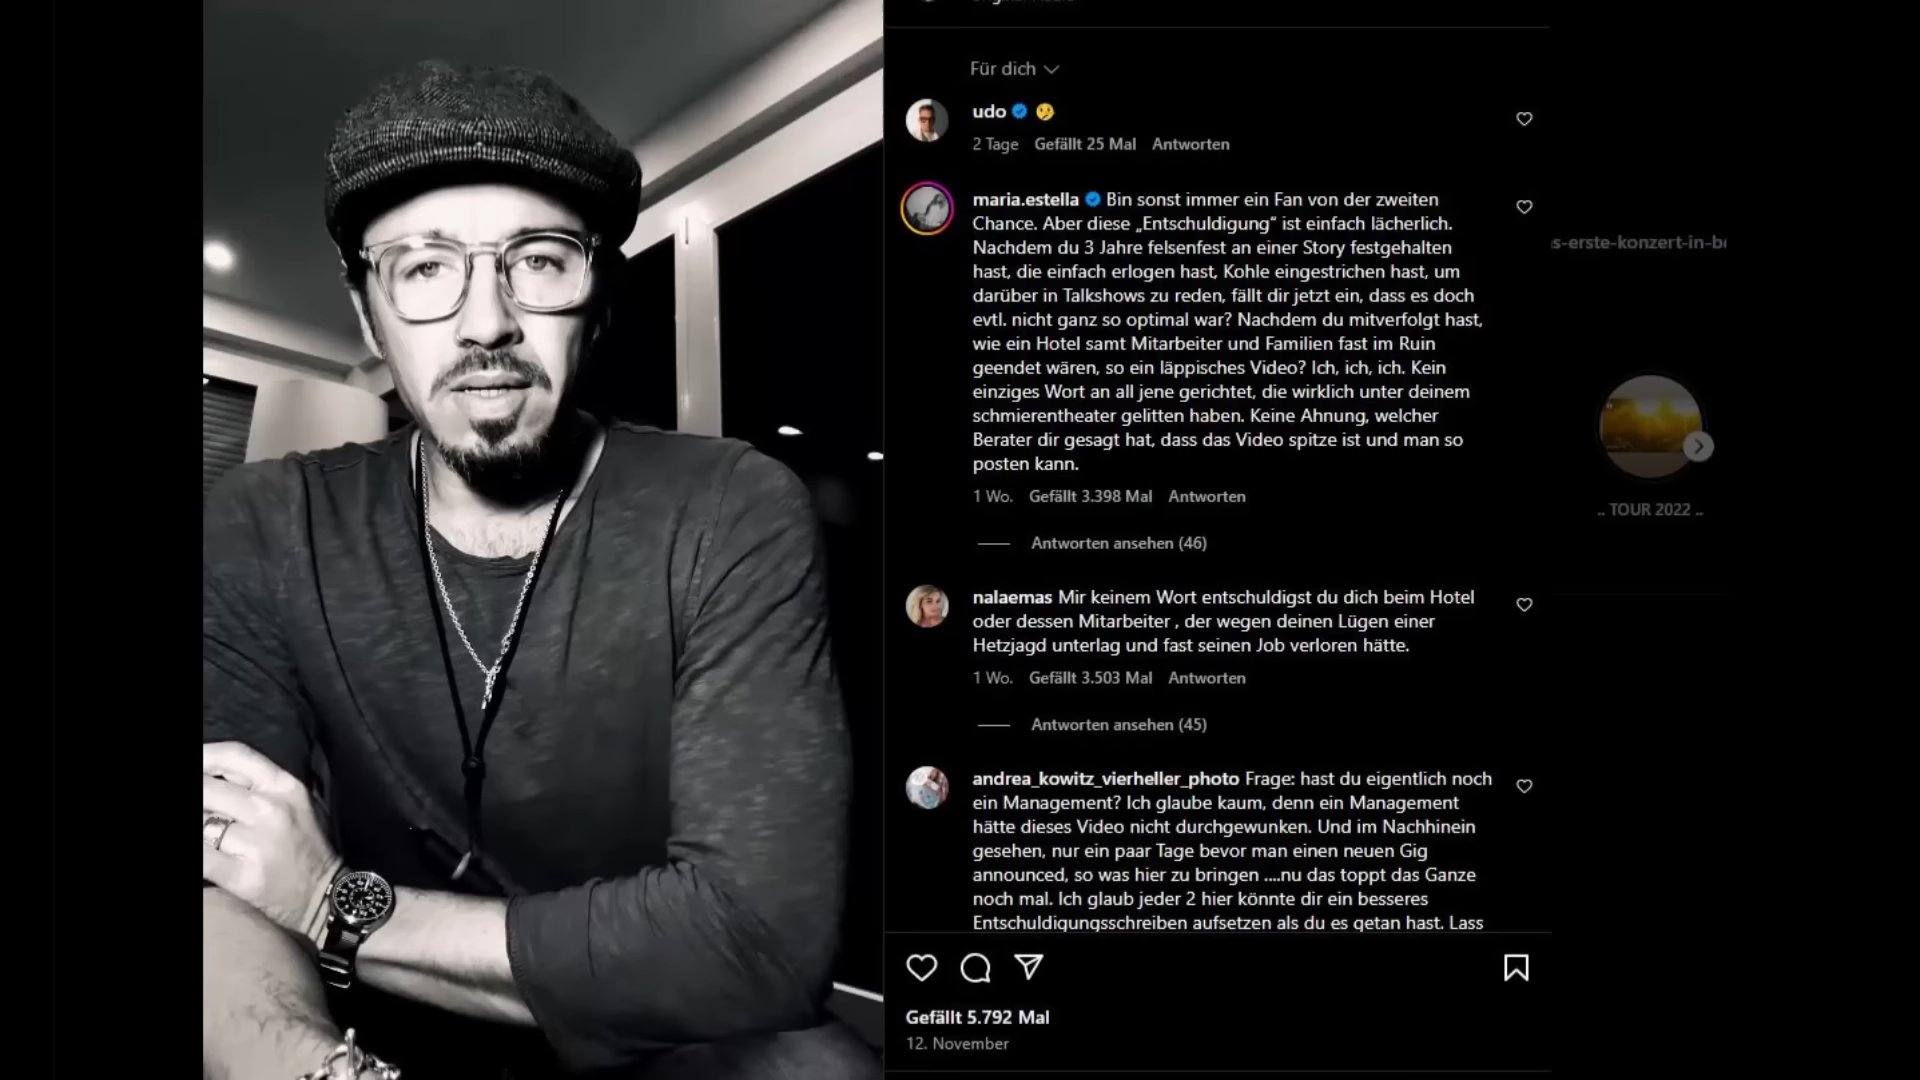 Für dich
udo 🤥
2 Tage Gefällt 25 Mal Antworten
maria.estella Bin sonst immer ein Fan von der zweiten
Chance. Aber diese „Entschuldigung“ ist einfach lächerlich.
Nachdem du 3 Jahre felsenfest an einer Story festgehalten
hast, die einfach erlogen hast, Kohle eingestrichen hast, um
darüber in Talkshows zu reden, fällt dir jetzt ein, dass es doch
evtl. nicht ganz so optimal war? Nachdem du mitverfolgt hast,
wie ein Hotel samt Mitarbeiter und Familien fast im Ruin
geendet wären, so ein läppisches Video? Ich, ich, ich. Kein
einziges Wort an all jene gerichtet, die wirklich unter deinem
schmierentheater gelitten haben. Keine Ahnung, welcher
Berater dir gesagt hat, dass das Video spitze ist und man so
posten kann.
1 Wo. Gefällt 3.398 Mal Antworten
Antworten ansehen (46)
nalaemas Mir keinem Wort entschuldigst du dich beim Hotel
oder dessen Mitarbeiter , der wegen deinen Lügen einer
Hetzjagd unterlag und fast seinen Job verloren hätte.
1 Wo. Gefällt 3.503 Mal Antworten
Antworten ansehen (45)
andrea_kowitz_vierheller_photo Frage: hast du eigentlich noch
ein Management? Ich glaube kaum, denn ein Management
hätte dieses Video nicht durchgewunken. Und im Nachhinein
gesehen, nur ein paar Tage bevor man einen neuen Gig
announced, so was hier zu bringen ....nu das toppt das Ganze
noch mal. Ich glaub jeder 2 hier könnte dir ein besseres
Entschuldigungsschreiben aufsetzen als du es getan hast. Lass
Gefällt 5.792 Mal
12. November
s-erste-konzert-in-be
.. TOUR 2022 ..